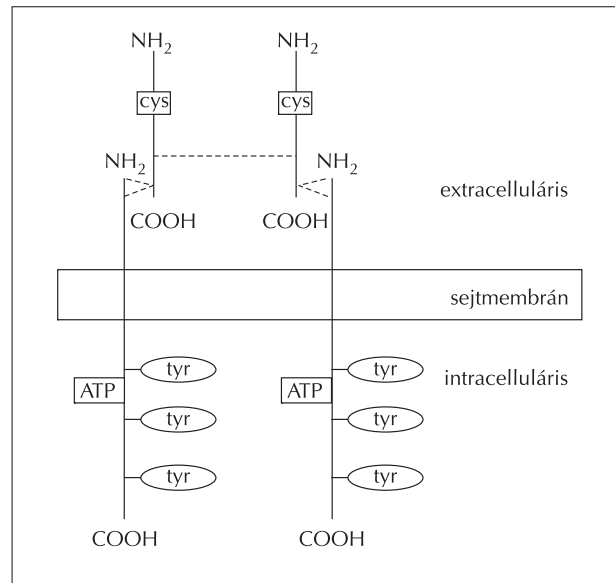 NH2 NH2
cys cys
NH2 NH2
extracelluláris
COOH COOH
sejtmembrán
tyr tyr
ATP ATP intracelluláris
tyr tyr
tyr tyr
COOH COOH